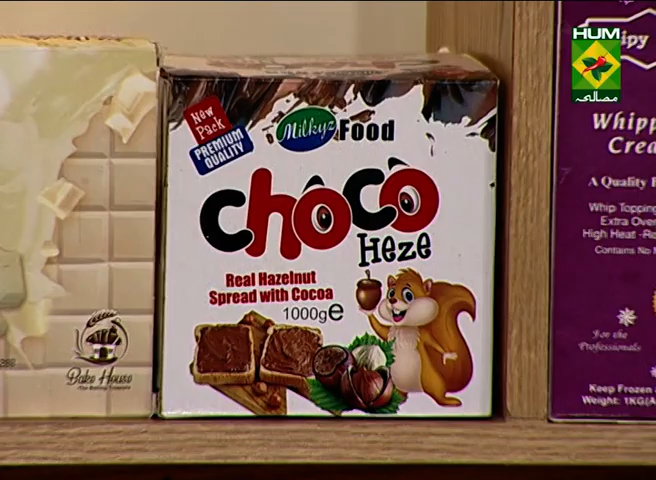 HUM
مصالحہ
New
Pack
PREMIUM
QUALITY
Milkyz Food
choco
Heze
Real Hazelnut
Spread with Cocoa
1000g e
Bake House
Whipp
Crea
A Quality
Whip Topping
Extra Over
High Heat -Re
Contains No
For the
Professionals
Keep Frozen
Weight: 1KG(A